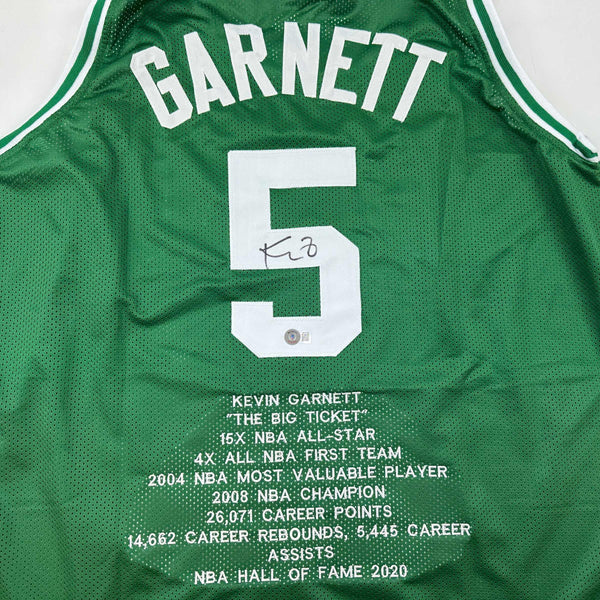 GARNETT
5
KEVIN GARNETT
"THE BIG TICKET"
15X NBA ALL-STAR
4X ALL NBA FIRST TEAM
2004 NBA MOST VALUABLE PLAYER
2008 NBA CHAMPION
26,071 CAREER POINTS
14,662 CAREER REBOUNDS, 5,445 CAREER
ASSISTS
NBA HALL OF FAME 2020